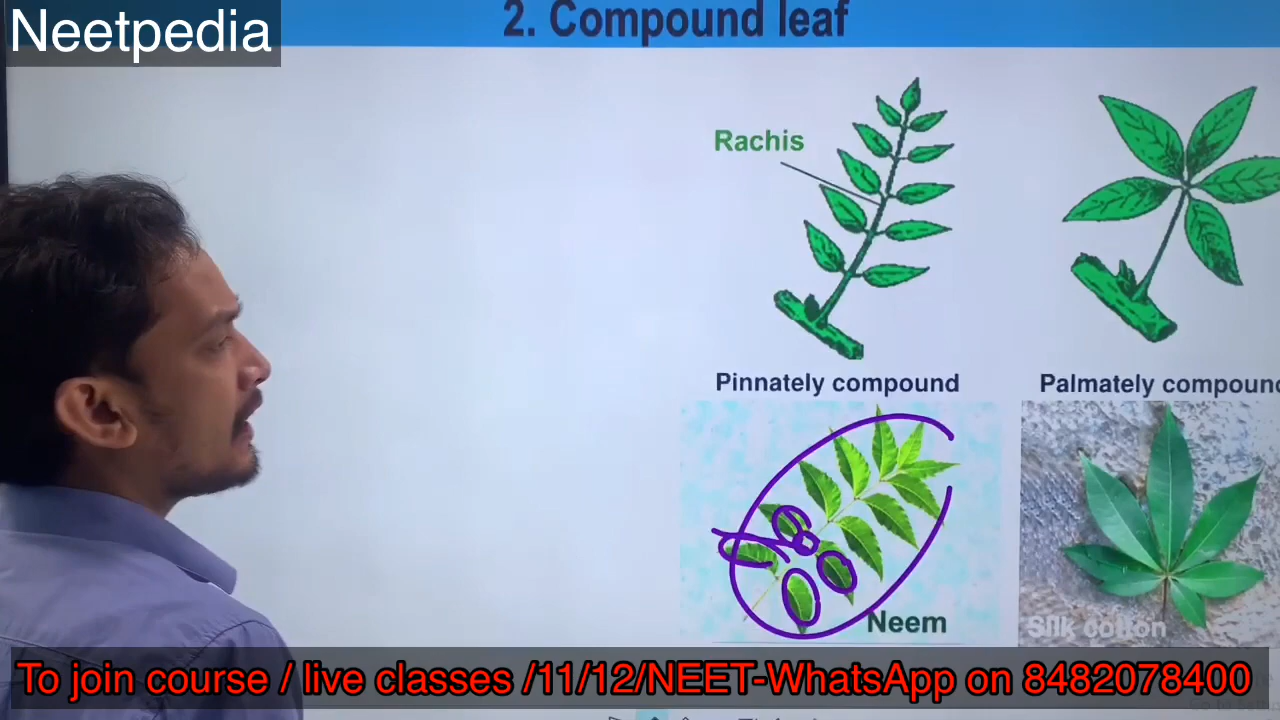 Neetpedia
2. Compound leaf
Rachis
Pinnately compound
Palmately compound
Neem
Silk cotton
To join course / live classes /11/12/NEET-WhatsApp on 8482078400